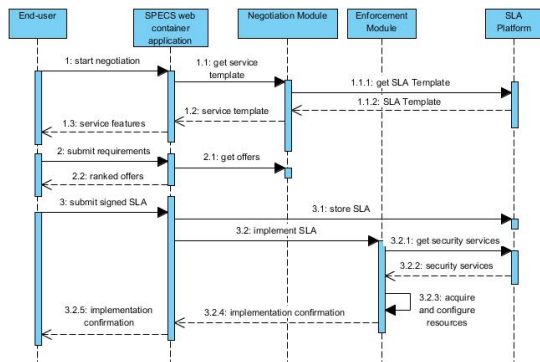 End-user
SPECS web
container
application
Negotiation Module
Enforcement
Module
SLA
Platform
1: start negotiation
1.1: get service
template
1.1.1: get SLA Template
1.1.2: SLA Template
1.2: service template
1.3: service features
2: submit requirements
2.1: get offers
2.2: ranked offers
3: submit signed SLA
3.1: store SLA
3.2: implement SLA
3.2.1: get security services
3.2.2: security services
3.2.3: acquire
and configure
resources
3.2.4: implementation confirmation
3.2.5: implementation
confirmation